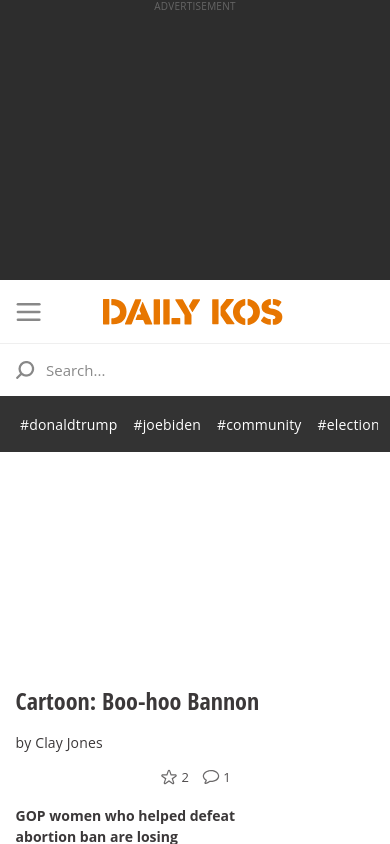 ADVERTISEMENT
DAILY KOS
Search...
#donaldtrump #joebiden #community #election
Cartoon: Boo-hoo Bannon
by Clay Jones
2 1
GOP women who helped defeat
abortion ban are losing